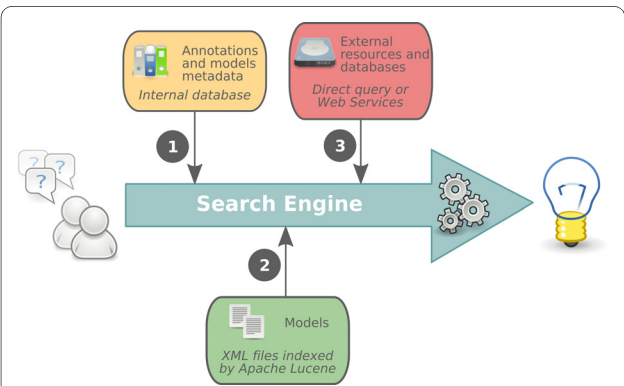 Annotations
and models
metadata
Internal database
External
resources and
databases
Direct query or
Web Services
1
3
? ?
?
Search Engine
2
Models
XML files indexed
by Apache Lucene